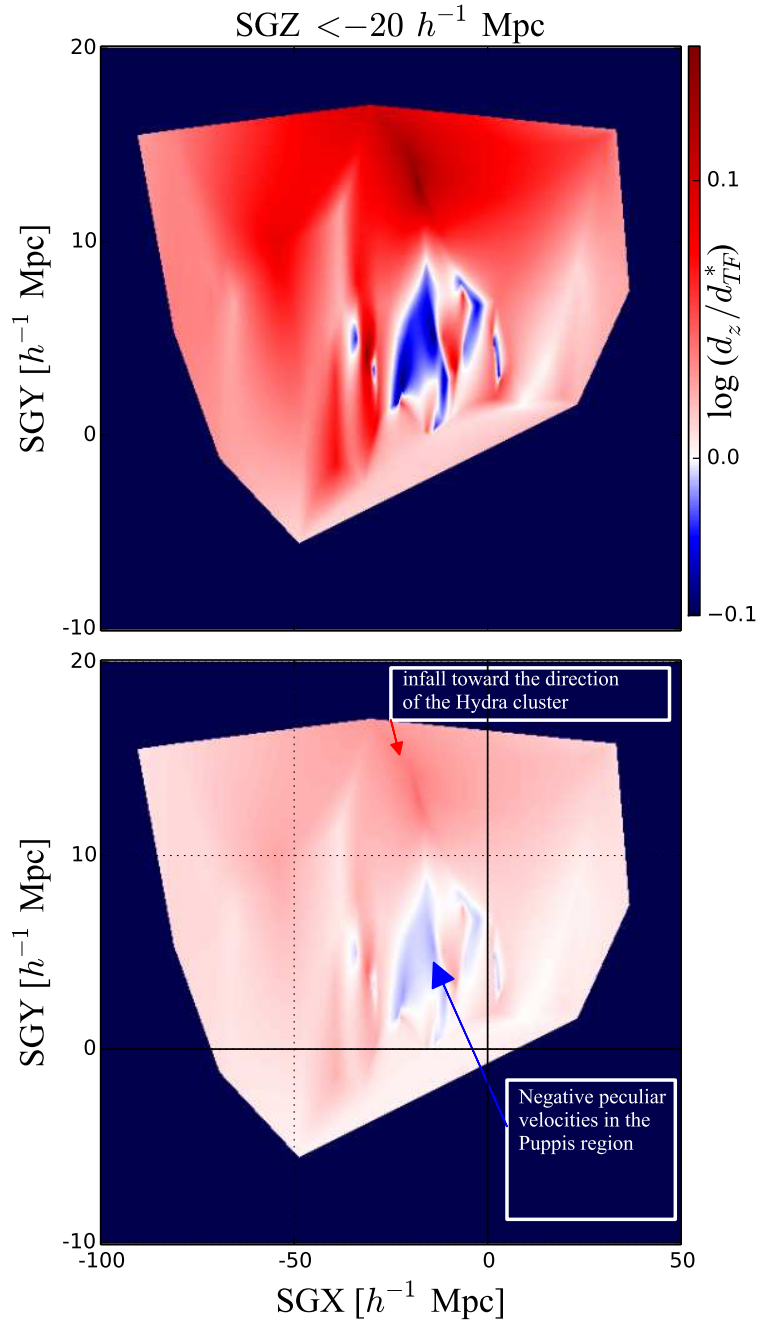 SGZ < −20 h⁻¹ Mpc
20
10
0
-10
SGY [h⁻¹ Mpc]
0.1
0.0
−0.1
log (d_z/d*_TF)
20
10
0
-10
SGY [h⁻¹ Mpc]
infall toward the direction
of the Hydra cluster
Negative peculiar
velocities in the
Puppis region
-100 -50 0 50
SGX [h⁻¹ Mpc]